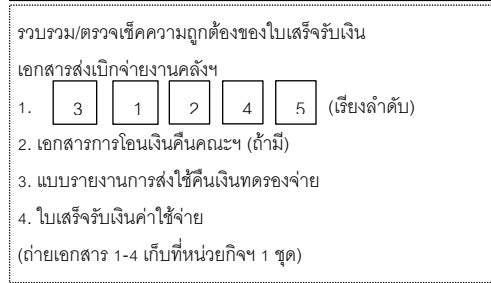 รวบรวม/ตรวจเช็คความถูกต้องของใบเสร็จรับเงิน
เอกสารส่งเบิกจ่ายงานคลังฯ
1. 3 1 2 4 5 (เรียงลำดับ)
2. เอกสารการโอนเงินคืนคณะฯ (ถ้ามี)
3. แบบรายงานการส่งใช้คืนเงินทดรองจ่าย
4. ใบเสร็จรับเงินค่าใช้จ่าย
(ถ่ายเอกสาร 1-4 เก็บที่หน่วยกิจฯ 1 ชุด)